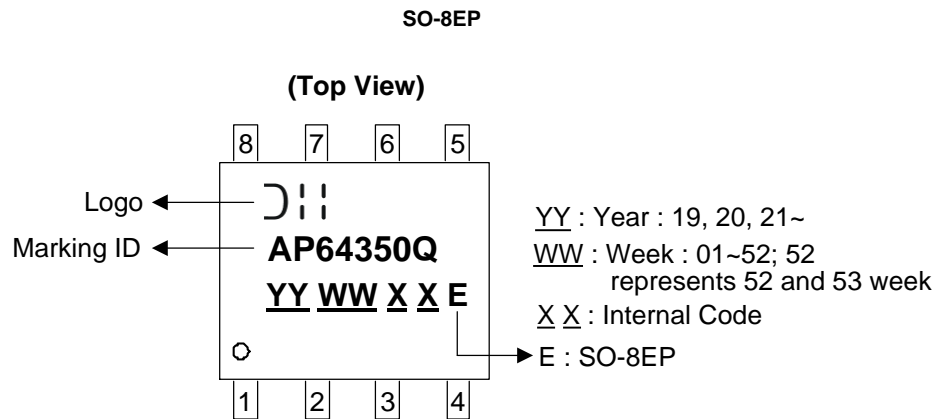 SO-8EP
(Top View)
8 7 6 5
Logo
Marking ID
AP64350Q
YY WW X X E
YY : Year : 19, 20, 21~
WW : Week : 01~52; 52
represents 52 and 53 week
X X : Internal Code
E : SO-8EP
1 2 3 4